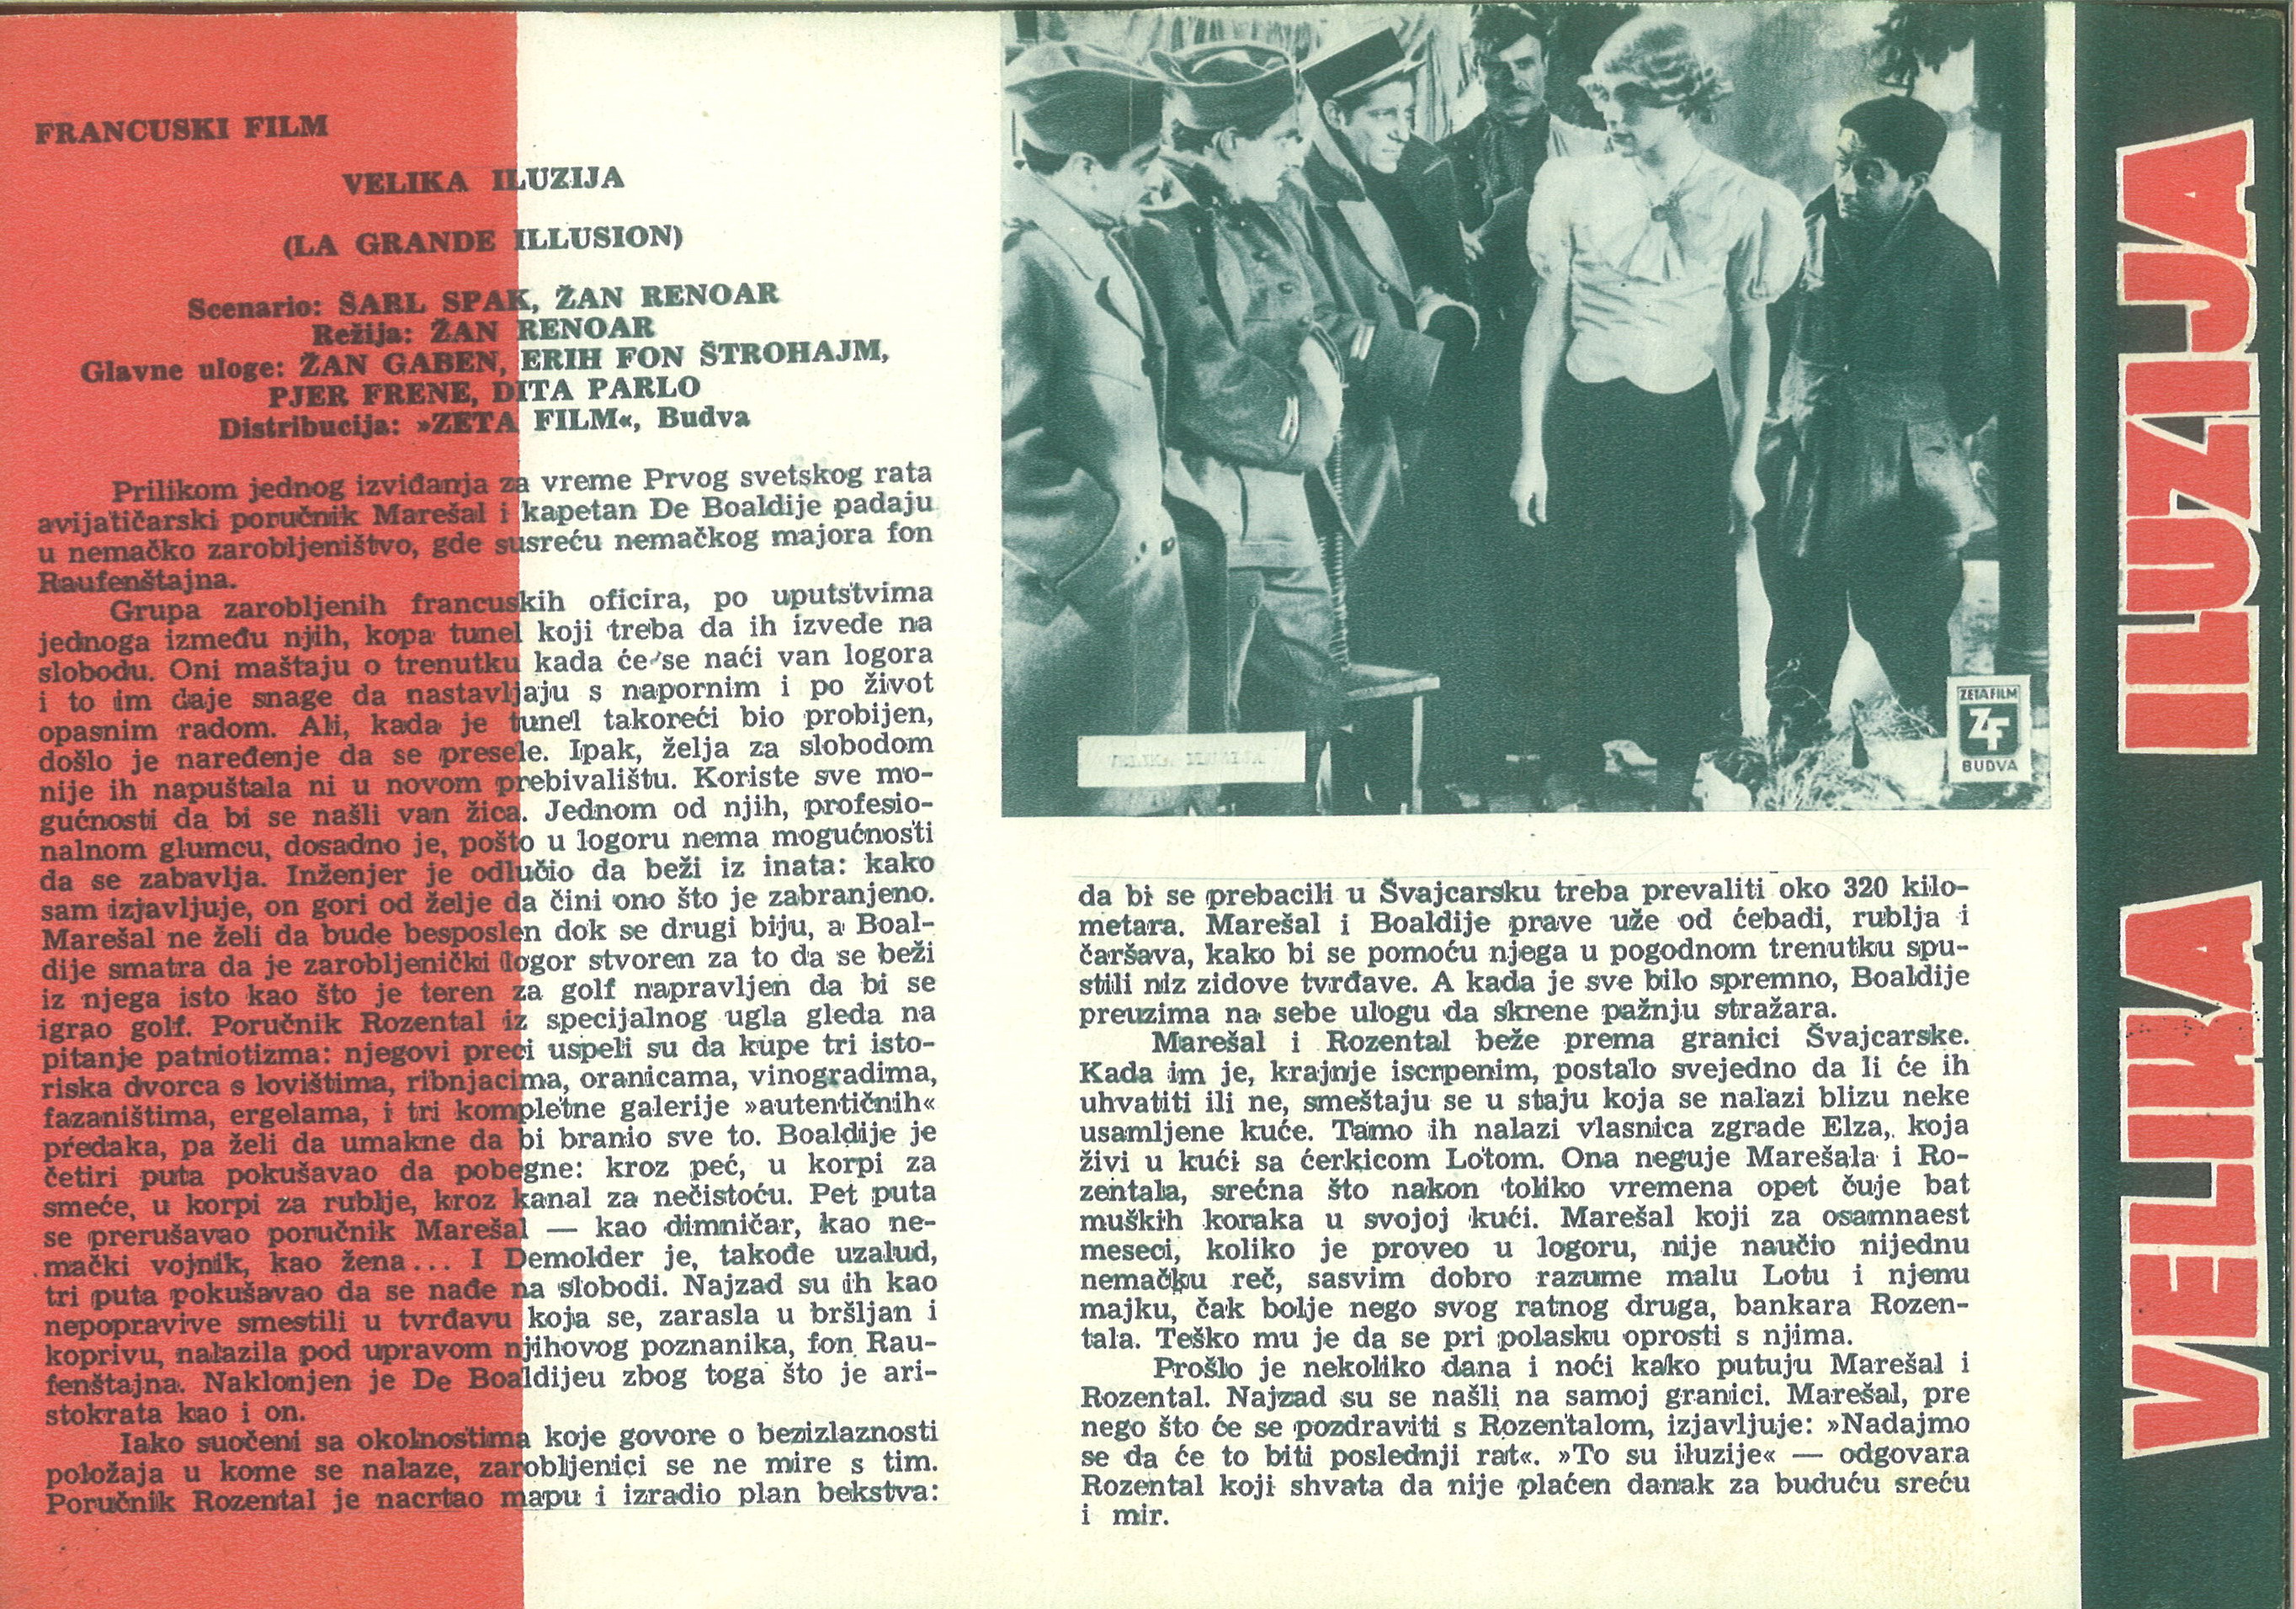 FRANCUSKI FILM
VELIKA ILUZIJA
(LA GRANDE ILLUSION)
Scenario: ŠARL SPAK, ŽAN RENOAR
Režija: ŽAN RENOAR
Glavne uloge: ŽAN GABEN, ERIH FON ŠTROHAJM,
PJER FRENE, DITA PARLO
Distribucija: »ZETA FILM«, Budva
Prilikom jednog izviđanja za vreme Prvog svetskog rata
avijatičarski poručnik Marešal i kapetan De Boaldije padaju
u nemačko zarobljeništvo, gde susreću nemačkog majora fon
Raufenštajna.
Grupa zarobljenih francuskih oficira, po uputstvima
jednoga između njih, kopa tunel koji treba da ih izvede na
slobodu. Oni maštaju o trenutku kada će se naći van logora
i to im daje snage da nastavljaju s napornim i po život
opasnim radom. Ali, kada je tunel takoreći bio probijen,
došlo je naređenje da se presele. Ipak, želja za slobodom
nije ih napuštala ni u novom prebivalištu. Koriste sve mo-
gućnosti da bi se našli van žica. Jednom od njih, profesio-
nalnom glumcu, dosadno je, pošto u logoru nema mogućnosti
da se zabavlja. Inženjer je odlučio da beži iz inata: kako
sam izjavljuje, on gori od želje da čini ono što je zabranjeno.
Marešal ne želi da bude besposlen dok se drugi biju, a Boal-
dije smatra da je zarobljenički logor stvoren za to da se beži
iz njega isto kao što je teren za golf napravljen da bi se
igrao golf. Poručnik Rozental iz specijalnog ugla gleda na
pitanje patriotizma: njegovi preci uspeli su da kupe tri isto-
riska dvorca s lovištima, ribnjacima, oranicama, vinogradima,
fazaništima, ergelama, i tri kompletne galerije »autentičnih«
predaka, pa želi da umakne da bi branio sve to. Boaldije je
četiri puta pokušavao da pobegne: kroz peć, u korpi za
smeće, u korpi za rublje, kroz kanal za nečistoću. Pet puta
se prerušavao poručnik Marešal — kao dimničar, kao ne-
mački vojnik, kao žena... I Demolder je, takođe uzalud,
tri puta pokušavao da se nađe na slobodi. Najzad su ih kao
nepopravive smestili u tvrđavu koja se, zarasla u bršljan i
koprivu, nalazila pod upravom njihovog poznanika, fon Rau-
fenštajna. Naklonjen je De Boaldijeu zbog toga što je ari-
stokrata kao i on.
Iako suočeni sa okolnostima koje govore o bezizlaznosti
položaja u kome se nalaze, zarobljenici se ne mire s tim.
Poručnik Rozental je nacrtao mapu i izradio plan bekstva:
ZETA FILM
ZF
BUDVA
da bi se prebacili u Švajcarsku treba prevaliti oko 320 kilo-
metara. Marešal i Boaldije prave uže od ćebadi, rublja i
čaršava, kako bi se pomoću njega u pogodnom trenutku spu-
stili niz zidove tvrđave. A kada je sve bilo spremno, Boaldije
preuzima na sebe ulogu da skrene pažnju stražara.
Marešal i Rozental beže prema granici Švajcarske.
Kada im je, krajnje iscrpenim, postalo svejedno da li će ih
uhvatiti ili ne, smeštaju se u staju koja se nalazi blizu neke
usamljene kuće. Tamo ih nalazi vlasnica zgrade Elza, koja
živi u kući sa ćerkicom Lotom. Ona neguje Marešala i Ro-
zentala, srećna što nakon toliko vremena opet čuje bat
muških koraka u svojoj kući. Marešal koji za osamnaest
meseci, koliko je proveo u logoru, nije naučio nijednu
nemačku reč, sasvim dobro razume malu Lotu i njenu
majku, čak bolje nego svog ratnog druga, bankara Rozen-
tala. Teško mu je da se pri polasku oprosti s njima.
Prošlo je nekoliko dana i noći kako putuju Marešal i
Rozental. Najzad su se našli na samoj granici. Marešal, pre
nego što će se pozdraviti s Rozentalom, izjavljuje: »Nadajmo
se da će to biti poslednji rat«. »To su iluzije« — odgovara
Rozental koji shvata da nije plaćen danak za buduću sreću
i mir.
VELIKA ILUZIJA